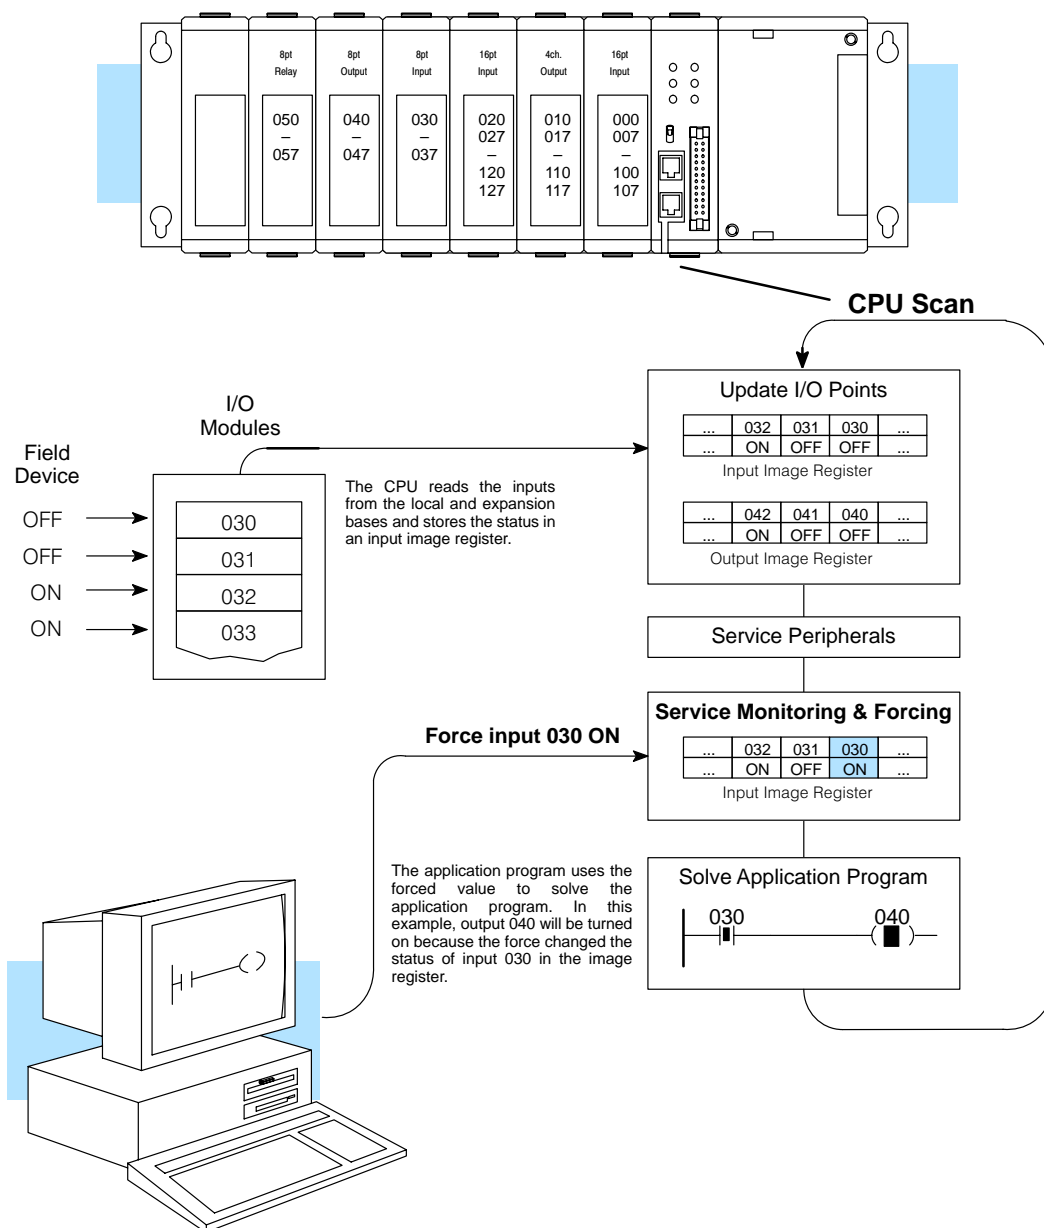 8pt 8pt 8pt 16pt 4ch. 16pt
Relay Output Input Input Output Input
050 040 030 020 010 000
– – – 027 017 007
057 047 037 – – –
120 110 100
127 117 107
CPU Scan
Update I/O Points
... 032 031 030 ...
... ON OFF OFF ...
Input Image Register
... 042 041 040 ...
... ON OFF OFF ...
Output Image Register
I/O
Modules
Field
Device
OFF 030
OFF 031
ON 032
ON 033
The CPU reads the inputs
from the local and expansion
bases and stores the status in
an input image register.
Service Peripherals
Service Monitoring & Forcing
... 032 031 030 ...
... ON OFF ON ...
Input Image Register
Force input 030 ON
The application program uses the
forced value to solve the
application program. In this
example, output 040 will be turned
on because the force changed the
status of input 030 in the image
register.
Solve Application Program
030 040